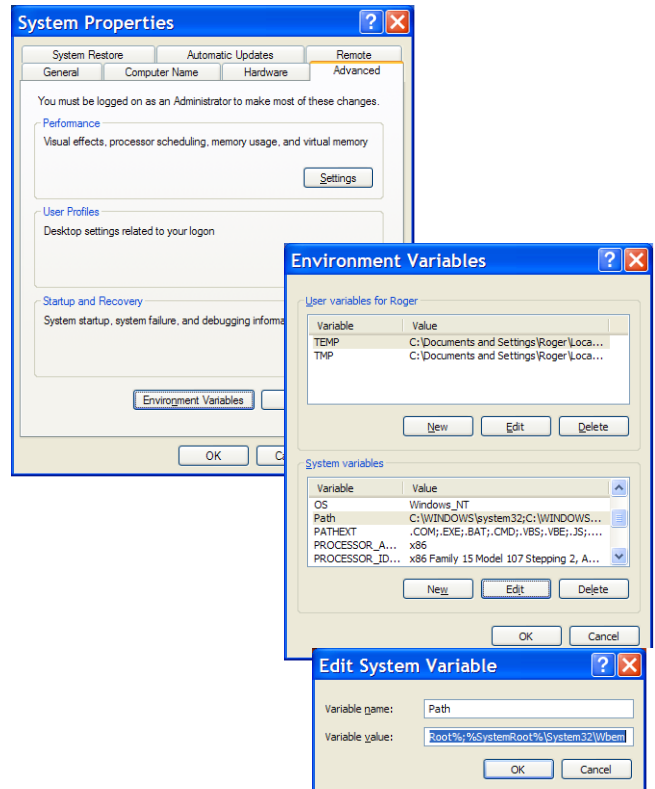 System Properties
System Restore Automatic Updates Remote
General Computer Name Hardware Advanced
You must be logged on as an Administrator to make most of these changes.
Performance
Visual effects, processor scheduling, memory usage, and virtual memory
Settings
User Profiles
Desktop settings related to your logon
Startup and Recovery
System startup, system failure, and debugging informa
Environment Variables
OK Ca
Environment Variables
User variables for Roger
Variable Value
TEMP C:\Documents and Settings\Roger\Loca...
TMP C:\Documents and Settings\Roger\Loca...
New Edit Delete
System variables
Variable Value
OS Windows_NT
Path C:\WINDOWS\system32;C:\WINDOWS...
PATHEXT .COM;.EXE;.BAT;.CMD;.VBS;.VBE;.JS;....
PROCESSOR_A... x86
PROCESSOR_ID... x86 Family 15 Model 107 Stepping 2, A...
New Edit Delete
OK Cancel
Edit System Variable
Variable name: Path
Variable value: Root%;%SystemRoot%\System32\Wbem
OK Cancel